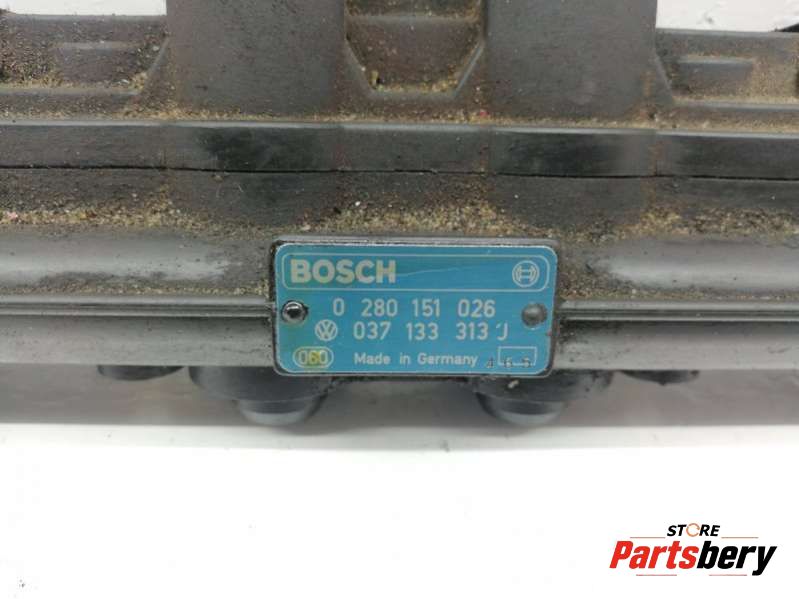 BOSCH
0 280 151 026
037 133 313 J
060 Made in Germany
STORE
Partsbery